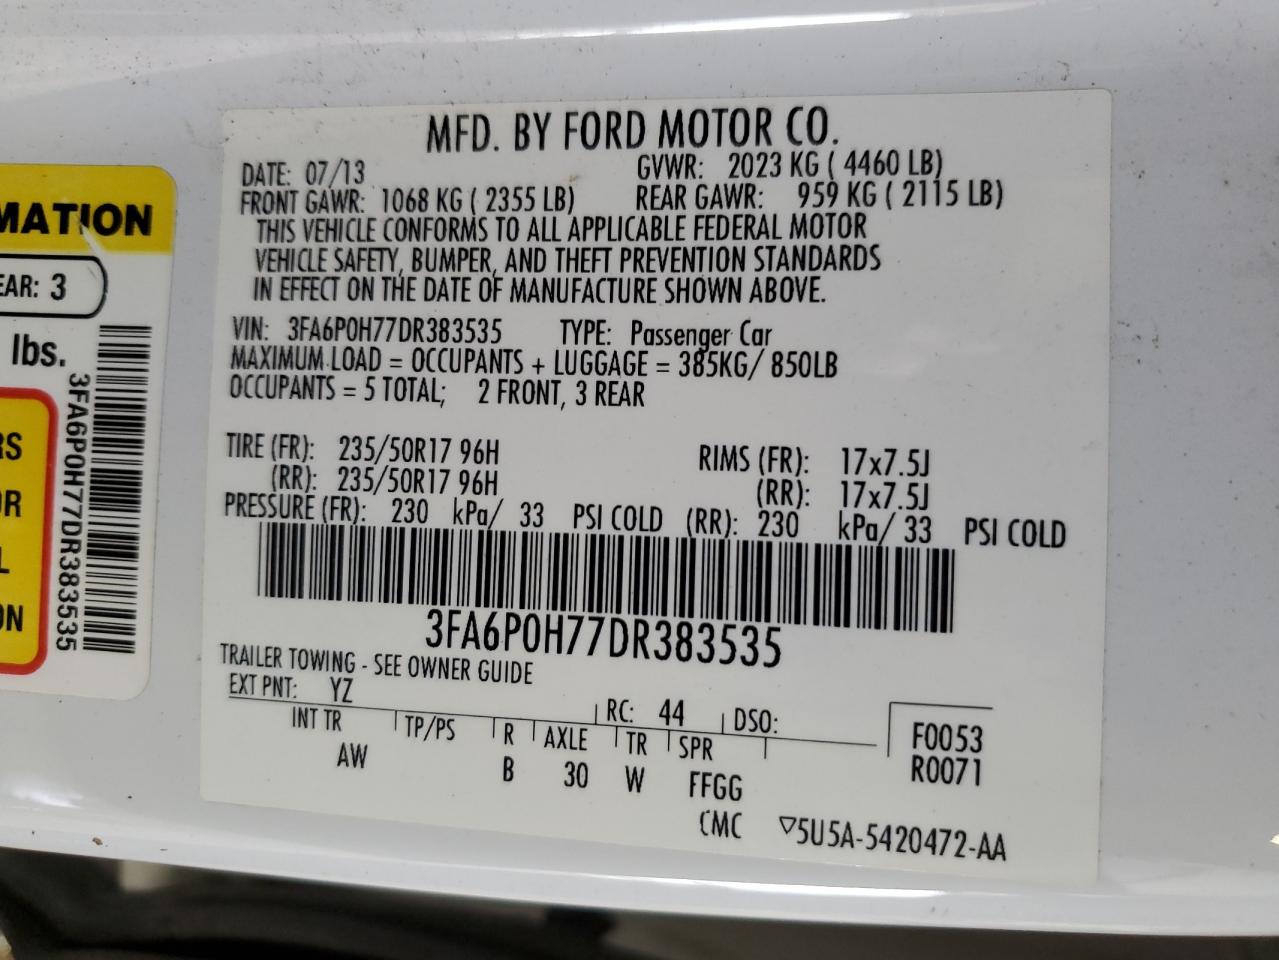 MFD. BY FORD MOTOR CO.
DATE: 07/13 GVWR: 2023 KG ( 4460 LB)
FRONT GAWR: 1068 KG ( 2355 LB) REAR GAWR: 959 KG ( 2115 LB)
THIS VEHICLE CONFORMS TO ALL APPLICABLE FEDERAL MOTOR
VEHICLE SAFETY, BUMPER, AND THEFT PREVENTION STANDARDS
IN EFFECT ON THE DATE OF MANUFACTURE SHOWN ABOVE.
VIN: 3FA6P0H77DR383535 TYPE: Passenger Car
MAXIMUM LOAD = OCCUPANTS + LUGGAGE = 385KG/ 850LB
OCCUPANTS = 5 TOTAL; 2 FRONT, 3 REAR
TIRE (FR): 235/50R17 96H RIMS (FR): 17x7.5J
(RR): 235/50R17 96H (RR): 17x7.5J
PRESSURE (FR): 230 kPa/ 33 PSI COLD (RR): 230 kPa/ 33 PSI COLD
3FA6P0H77DR383535
TRAILER TOWING - SEE OWNER GUIDE
EXT PNT: YZ RC: 44 DSO:
INT TR TP/PS R AXLE TR SPR
AW B 30 W FFGG
F0053
R0071
CMC ▽5U5A-5420472-AA
MATION
EAR: 3
lbs.
3FA6P0H77DR383535
RS
OR
L
ON